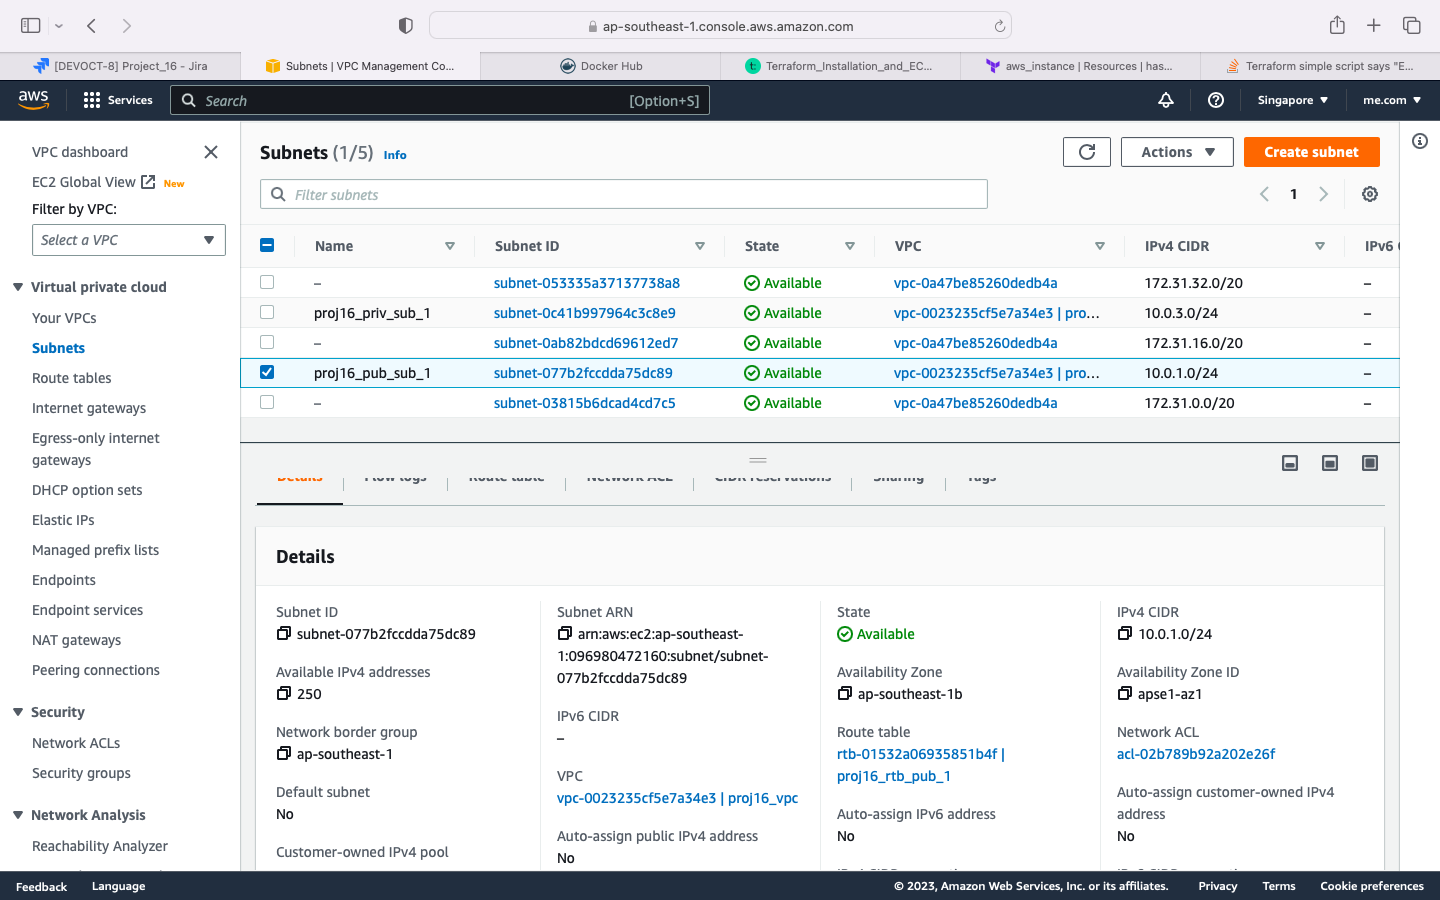 ap-southeast-1.console.aws.amazon.com
[DEVOCT-8] Project_16 - Jira
Subnets | VPC Management Co...
Docker Hub
Terraform_Installation_and_EC...
aws_instance | Resources | has...
Terraform simple script says "E...
aws
Services
Search
[Option+S]
Singapore
me.com
VPC dashboard
EC2 Global View
New
Filter by VPC:
Select a VPC
Virtual private cloud
Your VPCs
Subnets
Route tables
Internet gateways
Egress-only internet
gateways
DHCP option sets
Elastic IPs
Managed prefix lists
Endpoints
Endpoint services
NAT gateways
Peering connections
Security
Network ACLs
Security groups
Network Analysis
Reachability Analyzer
Subnets (1/5) Info
Actions
Create subnet
Filter subnets
1
Name Subnet ID State VPC IPv4 CIDR IPv6
– subnet-053335a37137738a8 Available vpc-0a47be85260dedb4a 172.31.32.0/20 –
proj16_priv_sub_1 subnet-0c41b997964c3c8e9 Available vpc-0023235cf5e7a34e3 | pro... 10.0.3.0/24 –
– subnet-0ab82bdcd69612ed7 Available vpc-0a47be85260dedb4a 172.31.16.0/20 –
proj16_pub_sub_1 subnet-077b2fccdda75dc89 Available vpc-0023235cf5e7a34e3 | pro... 10.0.1.0/24 –
– subnet-03815b6dcad4cd7c5 Available vpc-0a47be85260dedb4a 172.31.0.0/20 –
Details Flow logs Route table Network ACL CIDR reservations Sharing Tags
Details
Subnet ID
subnet-077b2fccdda75dc89
Available IPv4 addresses
250
Network border group
ap-southeast-1
Default subnet
No
Customer-owned IPv4 pool
Subnet ARN
arn:aws:ec2:ap-southeast-
1:096980472160:subnet/subnet-
077b2fccdda75dc89
IPv6 CIDR
–
VPC
vpc-0023235cf5e7a34e3 | proj16_vpc
Auto-assign public IPv4 address
No
State
Available
Availability Zone
ap-southeast-1b
Route table
rtb-01532a06935851b4f |
proj16_rtb_pub_1
Auto-assign IPv6 address
No
IPv4 CIDR
10.0.1.0/24
Availability Zone ID
apse1-az1
Network ACL
acl-02b789b92a202e26f
Auto-assign customer-owned IPv4
address
No
Feedback
Language
© 2023, Amazon Web Services, Inc. or its affiliates.
Privacy
Terms
Cookie preferences